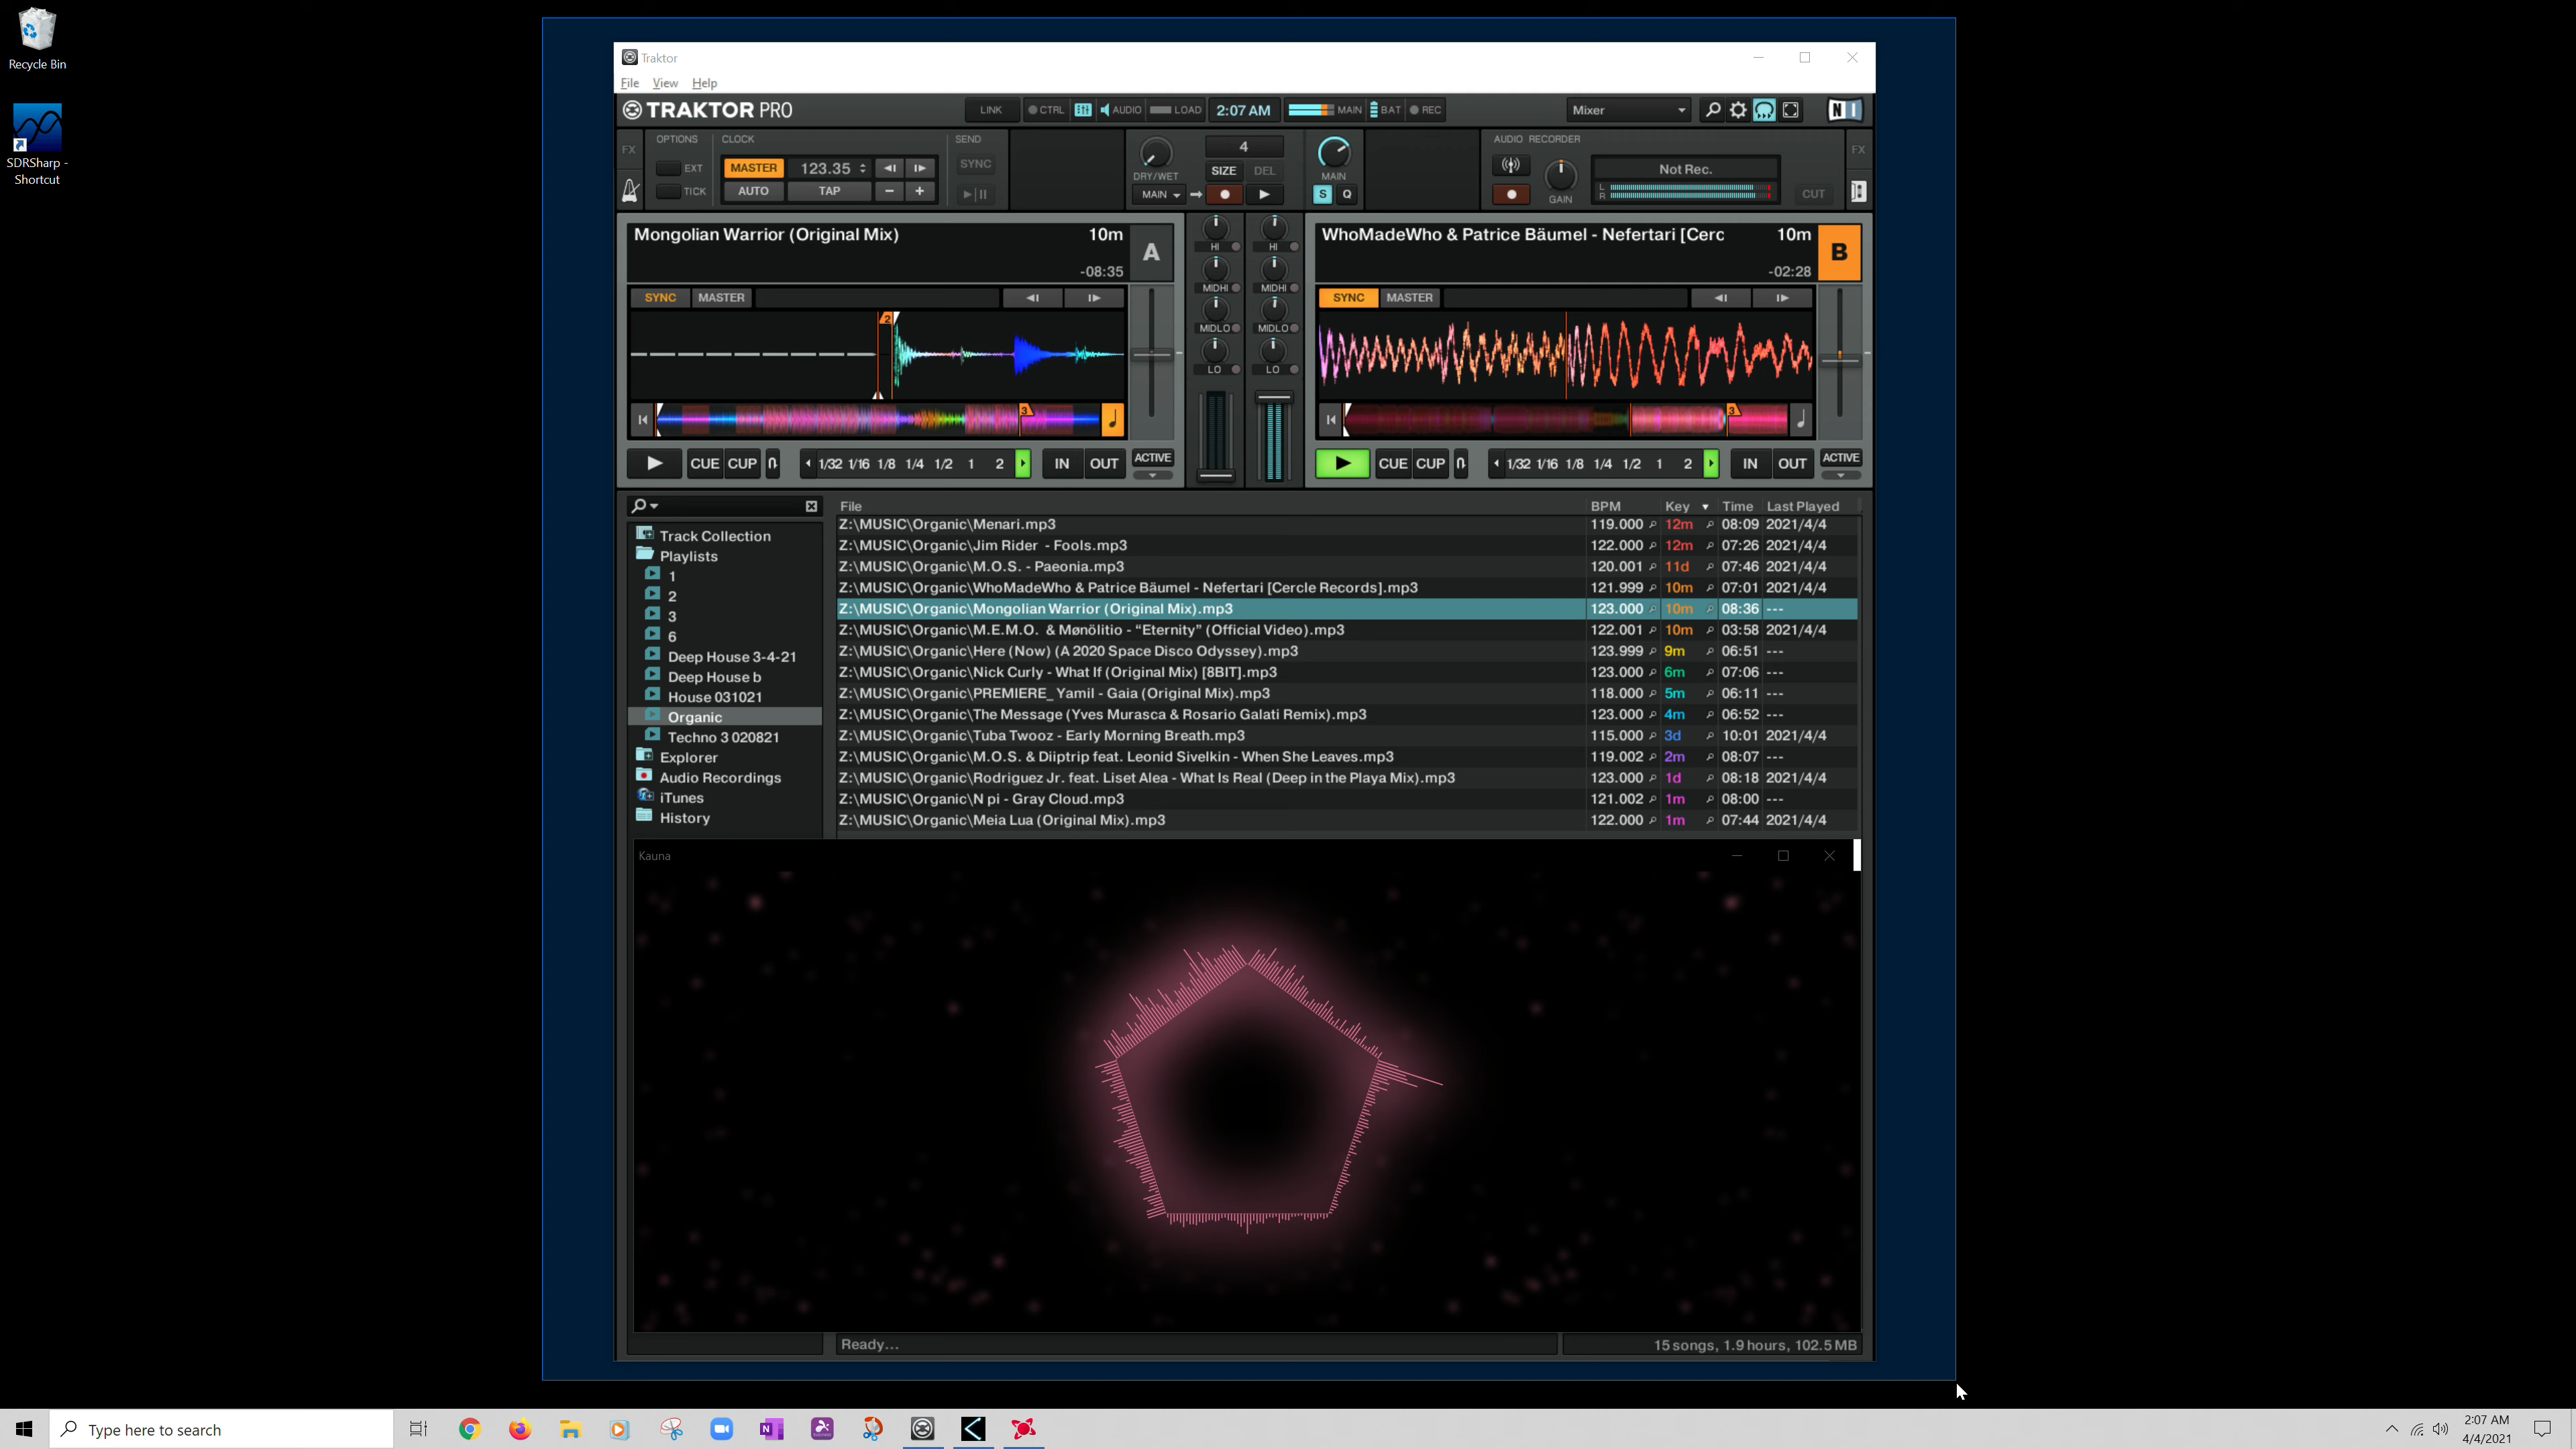 Recycle Bin
SDRSharp -
Shortcut
Traktor
File View Help
TRAKTOR PRO
LINK CTRL AUDIO LOAD 2:07 AM MAIN BAT REC
Mixer
NI
FX OPTIONS CLOCK SEND
EXT MASTER 123.35 SYNC
TICK AUTO TAP − +
DRY/WET 4 MAIN
SIZE DEL
MAIN S Q
AUDIO RECORDER FX
Not Rec.
L
R
GAIN CUT
Mongolian Warrior (Original Mix) 10m A
-08:35
SYNC MASTER
2
3
CUE CUP 1/32 1/16 1/8 1/4 1/2 1 2 IN OUT ACTIVE
HI HI
MIDHI MIDHI
MIDLO MIDLO
LO LO
WhoMadeWho & Patrice Bäumel - Nefertari [Cerc 10m B
-02:28
SYNC MASTER
3
CUE CUP 1/32 1/16 1/8 1/4 1/2 1 2 IN OUT ACTIVE
Track Collection
Playlists
1
2
3
6
Deep House 3-4-21
Deep House b
House 031021
Organic
Techno 3 020821
Explorer
Audio Recordings
iTunes
History
File BPM Key Time Last Played
Z:\MUSIC\Organic\Menari.mp3 119.000 12m 08:09 2021/4/4
Z:\MUSIC\Organic\Jim Rider - Fools.mp3 122.000 12m 07:26 2021/4/4
Z:\MUSIC\Organic\M.O.S. - Paeonia.mp3 120.001 11d 07:46 2021/4/4
Z:\MUSIC\Organic\WhoMadeWho & Patrice Bäumel - Nefertari [Cercle Records].mp3 121.999 10m 07:01 2021/4/4
Z:\MUSIC\Organic\Mongolian Warrior (Original Mix).mp3 123.000 10m 08:36 ---
Z:\MUSIC\Organic\M.E.M.O. & Mønölitio - “Eternity” (Official Video).mp3 122.001 10m 03:58 2021/4/4
Z:\MUSIC\Organic\Here (Now) (A 2020 Space Disco Odyssey).mp3 123.999 9m 06:51 ---
Z:\MUSIC\Organic\Nick Curly - What If (Original Mix) [8BIT].mp3 123.000 6m 07:06 ---
Z:\MUSIC\Organic\PREMIERE_ Yamil - Gaia (Original Mix).mp3 118.000 5m 06:11 ---
Z:\MUSIC\Organic\The Message (Yves Murasca & Rosario Galati Remix).mp3 123.000 4m 06:52 ---
Z:\MUSIC\Organic\Tuba Twooz - Early Morning Breath.mp3 115.000 3d 10:01 2021/4/4
Z:\MUSIC\Organic\M.O.S. & Diiptrip feat. Leonid Sivelkin - When She Leaves.mp3 119.002 2m 08:07 ---
Z:\MUSIC\Organic\Rodriguez Jr. feat. Liset Alea - What Is Real (Deep in the Playa Mix).mp3 123.000 1d 08:18 2021/4/4
Z:\MUSIC\Organic\N pi - Gray Cloud.mp3 121.002 1m 08:00 ---
Z:\MUSIC\Organic\Meia Lua (Original Mix).mp3 122.000 1m 07:44 2021/4/4
Kauna
Ready... 15 songs, 1.9 hours, 102.5 MB
Type here to search
2:07 AM
4/4/2021